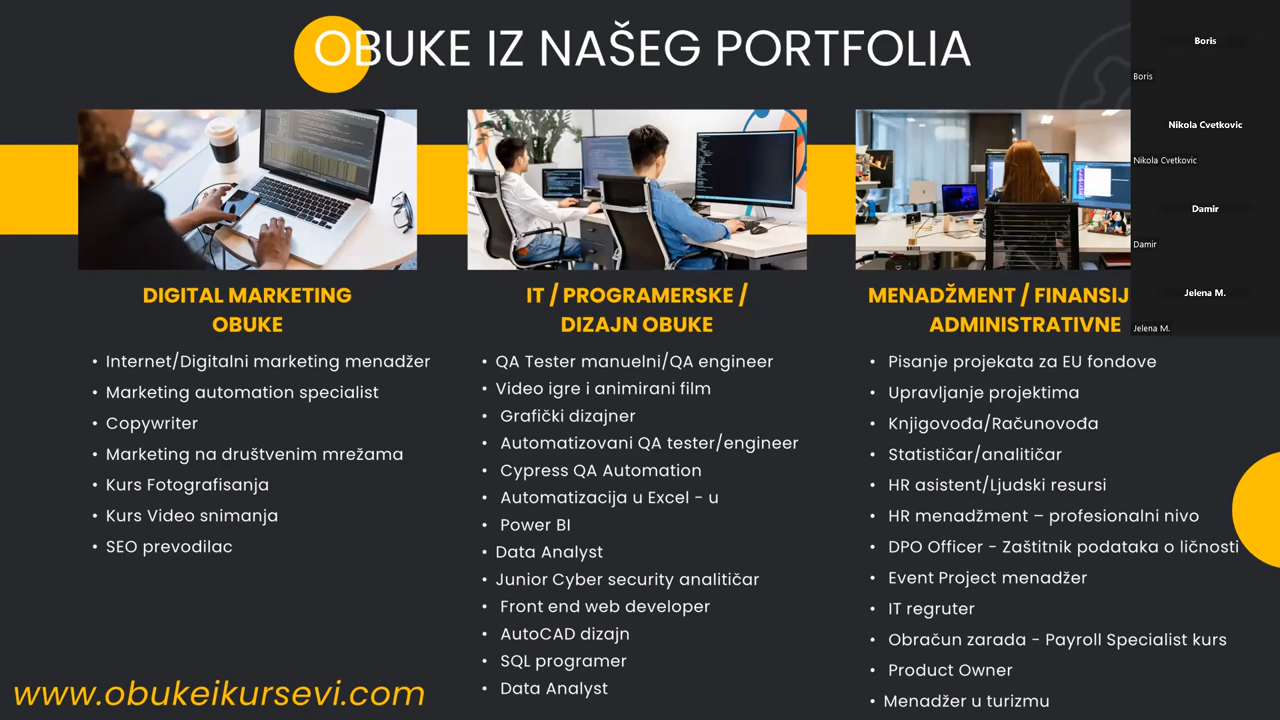 OBUKE IZ NAŠEG PORTFOLIA
DIGITAL MARKETING
OBUKE
• Internet/Digitalni marketing menadžer
• Marketing automation specialist
• Copywriter
• Marketing na društvenim mrežama
• Kurs Fotografisanja
• Kurs Video snimanja
• SEO prevodilac
IT / PROGRAMERSKE /
DIZAJN OBUKE
• QA Tester manuelni/QA engineer
• Video igre i animirani film
• Grafički dizajner
• Automatizovani QA tester/engineer
• Cypress QA Automation
• Automatizacija u Excel - u
• Power BI
• Data Analyst
• Junior Cyber security analitičar
• Front end web developer
• AutoCAD dizajn
• SQL programer
• Data Analyst
MENADŽMENT / FINANSIJ
ADMINISTRATIVNE
• Pisanje projekata za EU fondove
• Upravljanje projektima
• Knjigovođa/Računovođa
• Statističar/analitičar
• HR asistent/Ljudski resursi
• HR menadžment – profesionalni nivo
• DPO Officer - Zaštitnik podataka o ličnosti
• Event Project menadžer
• IT regruter
• Obračun zarada - Payroll Specialist kurs
• Product Owner
• Menadžer u turizmu
www.obukeikursevi.com
Boris
Boris
Nikola Cvetkovic
Nikola Cvetkovic
Damir
Damir
Jelena M.
Jelena M.